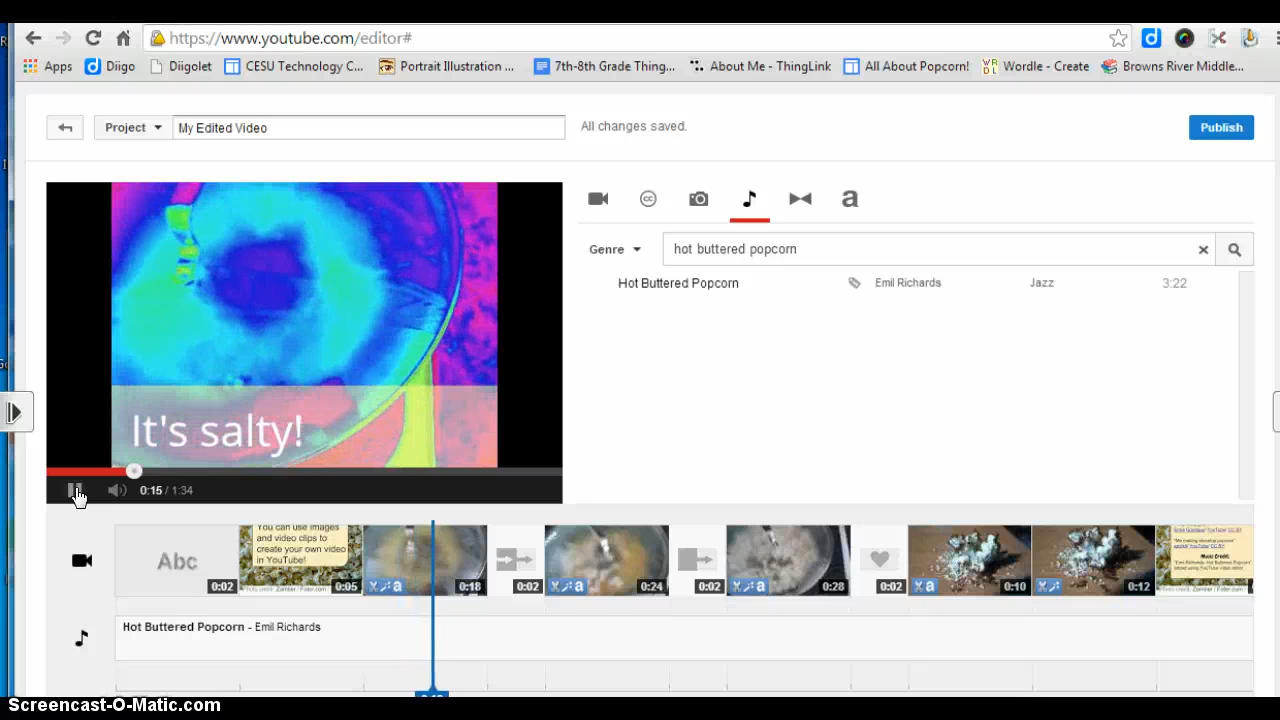 https://www.youtube.com/editor#
Apps Diigo Diigolet CESU Technology C... Portrait Illustration ... 7th-8th Grade Thing... About Me - ThingLink All About Popcorn! Wordle - Create Browns River Middle...
Project My Edited Video All changes saved. Publish
a
Genre hot buttered popcorn
Hot Buttered Popcorn Emil Richards Jazz 3:22
It's salty!
0:15 / 1:34
You can use images
and video clips to
create your own video
in YouTube!
Abc 0:02 0:05 a 0:18 0:02 a 0:24 0:02 a 0:28 0:02 a 0:10 0:12
Music Credit:
Hot Buttered Popcorn - Emil Richards
Screencast-O-Matic.com